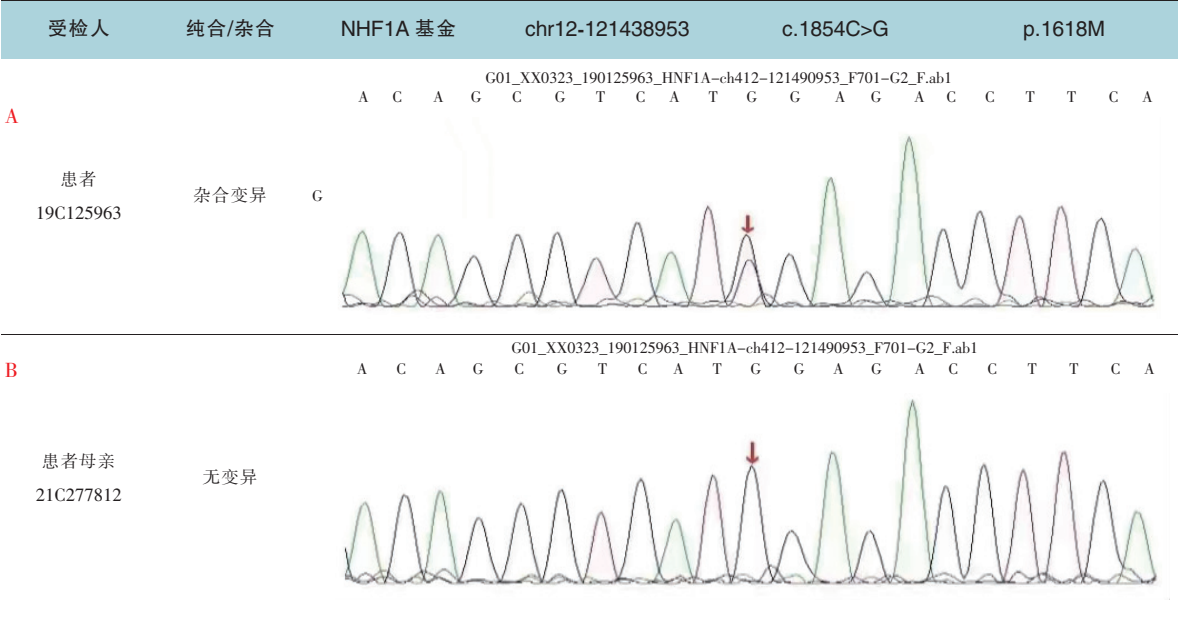 受检人 纯合/杂合 NHF1A 基金 chr12-121438953 c.1854C>G p.1618M
G01_XX0323_190125963_HNF1A-ch412-121490953_F701-G2_F.ab1
A C A G C G T C A T G G A G A C C T T C A
A
患者
19C125963
杂合变异 G
G01_XX0323_190125963_HNF1A-ch412-121490953_F701-G2_F.ab1
B
A C A G C G T C A T G G A G A C C T T C A
患者母亲
21C277812
无变异